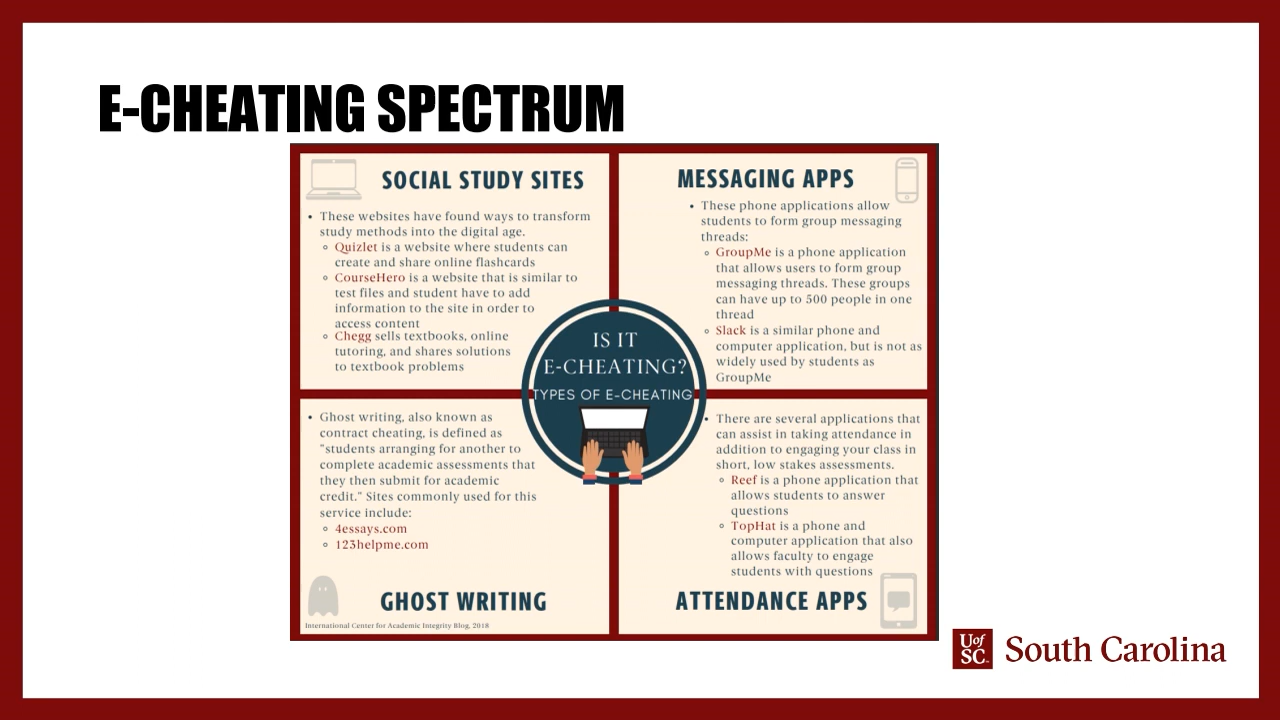 E-CHEATING SPECTRUM
SOCIAL STUDY SITES
• These websites have found ways to transform
study methods into the digital age.
◦ Quizlet is a website where students can
create and share online flashcards
◦ CourseHero is a website that is similar to
test files and student have to add
information to the site in order to
access content
◦ Chegg sells textbooks, online
tutoring, and shares solutions
to textbook problems
MESSAGING APPS
• These phone applications allow
students to form group messaging
threads:
◦ GroupMe is a phone application
that allows users to form group
messaging threads. These groups
can have up to 500 people in one
thread
◦ Slack is a similar phone and
computer application, but is not as
widely used by students as
GroupMe
IS IT
E-CHEATING?
TYPES OF E-CHEATING
• Ghost writing, also known as
contract cheating, is defined as
"students arranging for another to
complete academic assessments that
they then submit for academic
credit." Sites commonly used for this
service include:
◦ 4essays.com
◦ 123helpme.com
GHOST WRITING
International Center for Academic Integrity Blog, 2018
• There are several applications that
can assist in taking attendance in
addition to engaging your class in
short, low stakes assessments.
◦ Reef is a phone application that
allows students to answer
questions
◦ TopHat is a phone and
computer application that also
allows faculty to engage
students with questions
ATTENDANCE APPS
UofSC South Carolina